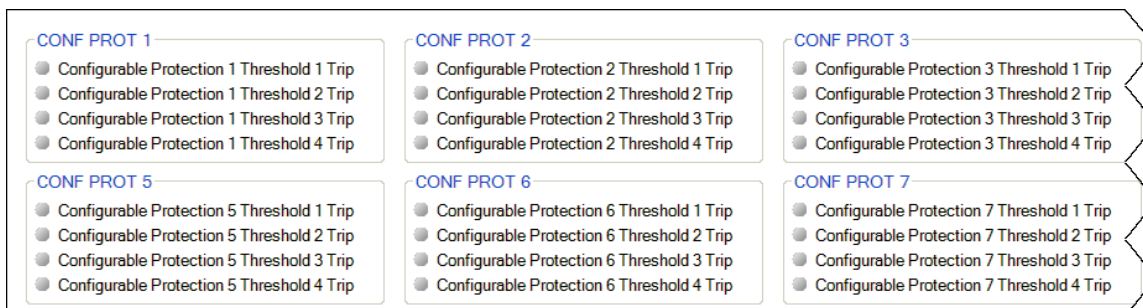 CONF PROT 1
Configurable Protection 1 Threshold 1 Trip
Configurable Protection 1 Threshold 2 Trip
Configurable Protection 1 Threshold 3 Trip
Configurable Protection 1 Threshold 4 Trip
CONF PROT 2
Configurable Protection 2 Threshold 1 Trip
Configurable Protection 2 Threshold 2 Trip
Configurable Protection 2 Threshold 3 Trip
Configurable Protection 2 Threshold 4 Trip
CONF PROT 3
Configurable Protection 3 Threshold 1 Trip
Configurable Protection 3 Threshold 2 Trip
Configurable Protection 3 Threshold 3 Trip
Configurable Protection 3 Threshold 4 Trip
CONF PROT 5
Configurable Protection 5 Threshold 1 Trip
Configurable Protection 5 Threshold 2 Trip
Configurable Protection 5 Threshold 3 Trip
Configurable Protection 5 Threshold 4 Trip
CONF PROT 6
Configurable Protection 6 Threshold 1 Trip
Configurable Protection 6 Threshold 2 Trip
Configurable Protection 6 Threshold 3 Trip
Configurable Protection 6 Threshold 4 Trip
CONF PROT 7
Configurable Protection 7 Threshold 1 Trip
Configurable Protection 7 Threshold 2 Trip
Configurable Protection 7 Threshold 3 Trip
Configurable Protection 7 Threshold 4 Trip